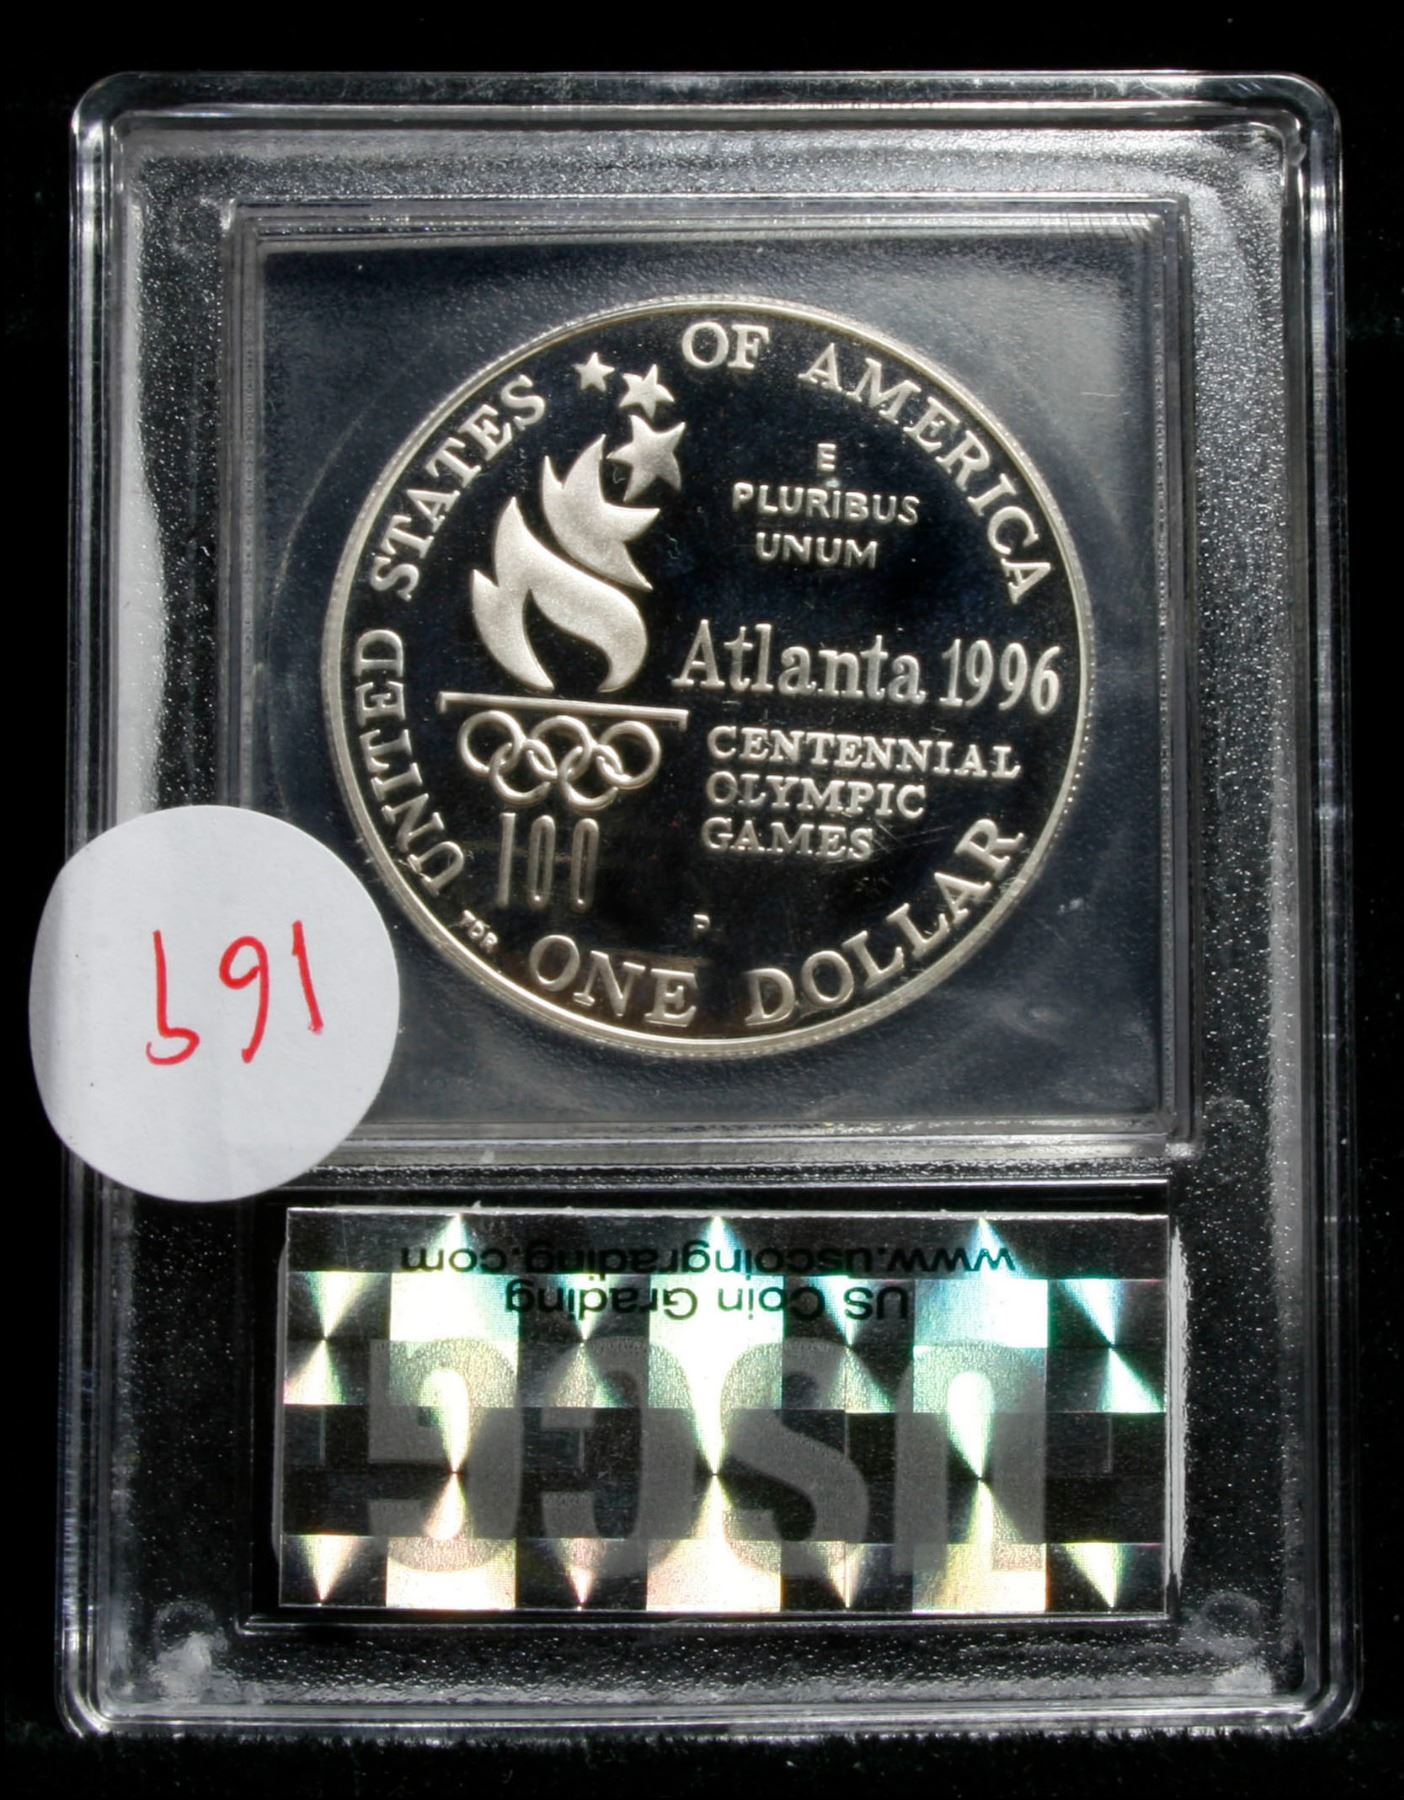 UNITED STATES OF AMERICA
E
PLURIBUS
UNUM
Atlanta 1996
CENTENNIAL
OLYMPIC
GAMES
100
P
TDR
ONE DOLLAR
USCG
US Coin Grading
www.uscoingrading.com